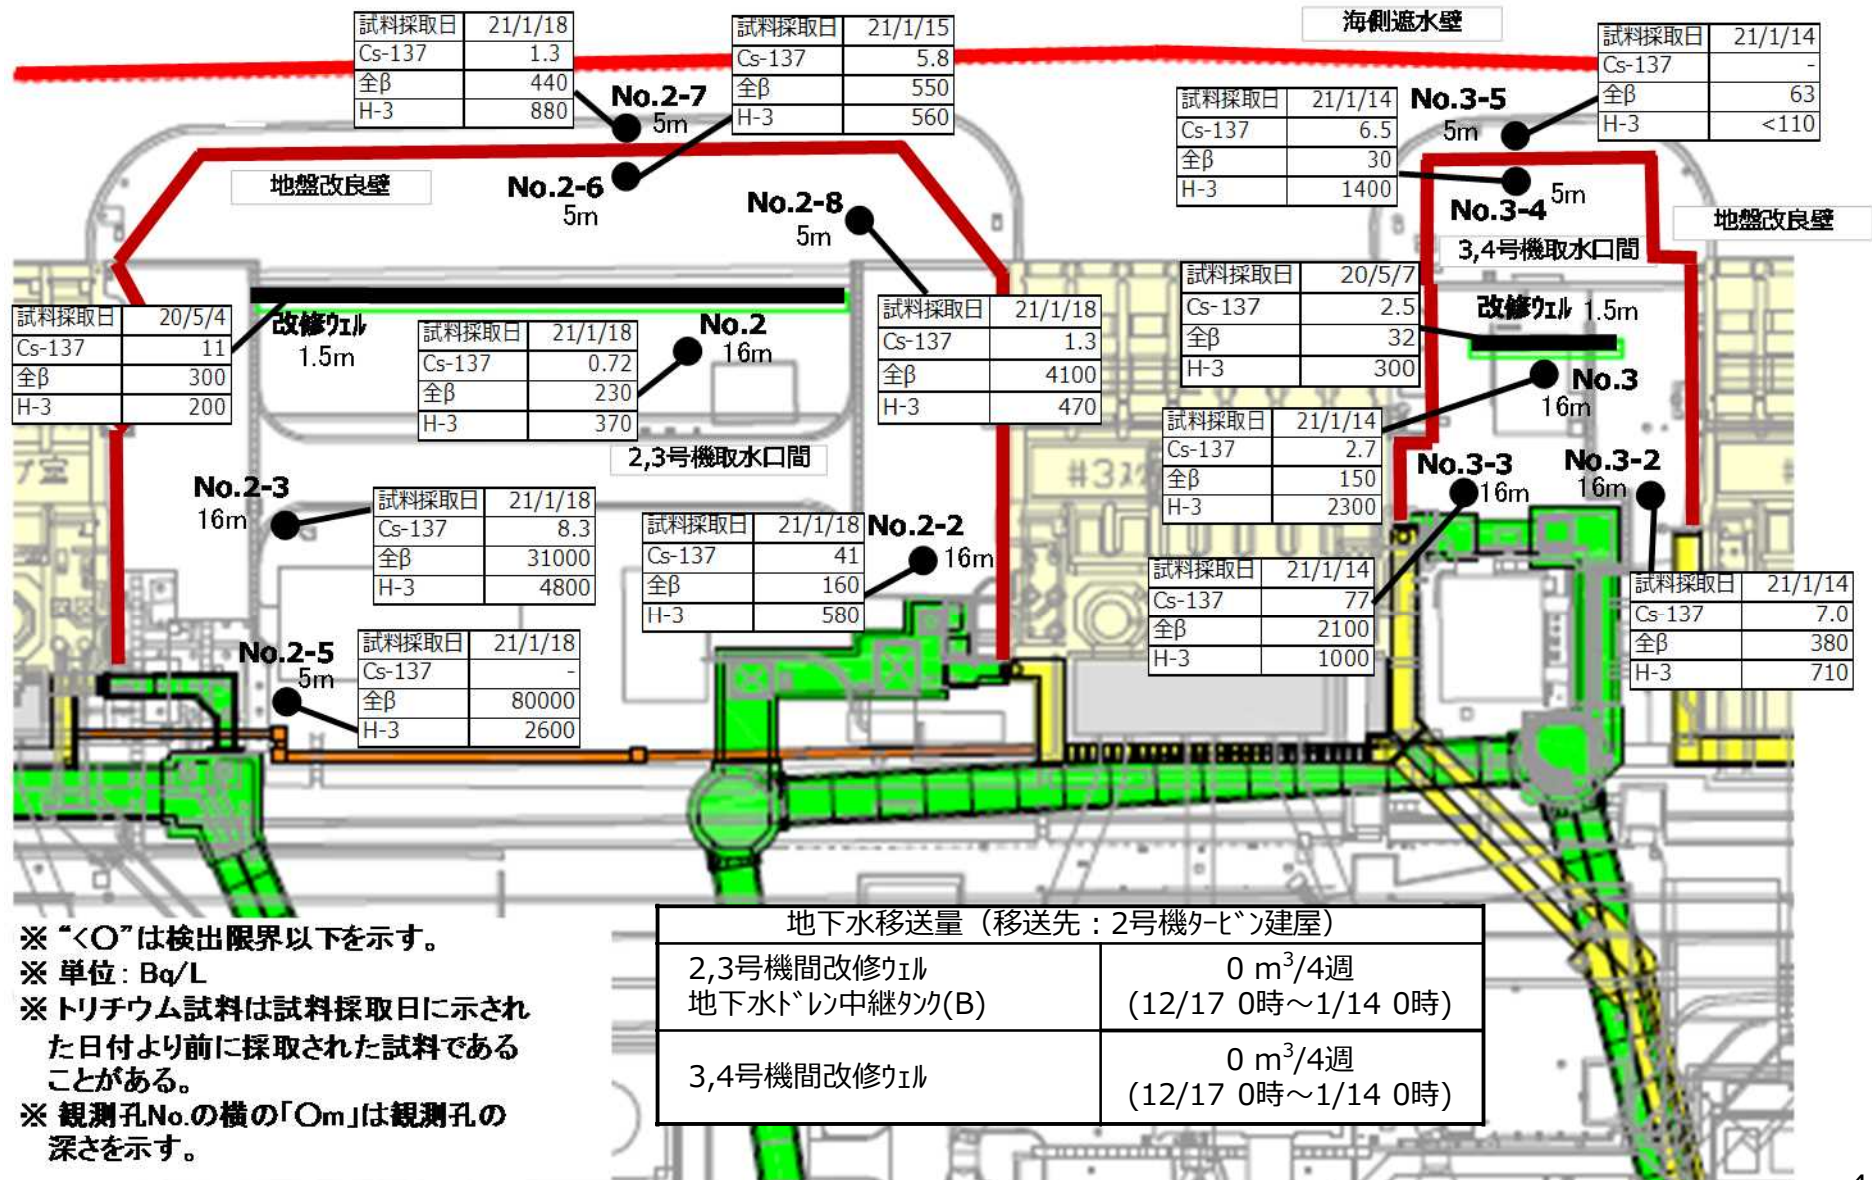 試料採取日 21/1/18
Cs-137 1.3
全β 440
H-3 880
No.2-7
5m
試料採取日 21/1/15
Cs-137 5.8
全β 550
H-3 560
海側遮水壁
試料採取日 21/1/14
Cs-137 -
全β 63
H-3 <110
試料採取日 21/1/14
Cs-137 6.5
全β 30
H-3 1400
No.3-5
5m
地盤改良壁
No.2-6
5m
No.2-8
5m
No.3-4
5m
地盤改良壁
3,4号機取水口間
試料採取日 20/5/4
Cs-137 11
全β 300
H-3 200
改修ウェル
1.5m
試料採取日 21/1/18
Cs-137 0.72
全β 230
H-3 370
No.2
16m
試料採取日 21/1/18
Cs-137 1.3
全β 4100
H-3 470
試料採取日 20/5/7
Cs-137 2.5
全β 32
H-3 300
改修ウェル 1.5m
No.3
16m
試料採取日 21/1/14
Cs-137 2.7
全β 150
H-3 2300
2,3号機取水口間
No.2-3
16m
試料採取日 21/1/18
Cs-137 8.3
全β 31000
H-3 4800
試料採取日 21/1/18
Cs-137 41
全β 160
H-3 580
No.2-2
16m
No.3-3
16m
No.3-2
16m
試料採取日 21/1/14
Cs-137 77
全β 2100
H-3 1000
試料採取日 21/1/14
Cs-137 7.0
全β 380
H-3 710
No.2-5
5m
試料採取日 21/1/18
Cs-137 -
全β 80000
H-3 2600
※ “<○”は検出限界以下を示す。
※ 単位: Bq/L
※ トリチウム試料は試料採取日に示され
た日付より前に採取された試料である
ことがある。
※ 観測孔No.の横の「○m」は観測孔の
深さを示す。
地下水移送量（移送先：2号機ﾀｰﾋﾞﾝ建屋）
2,3号機間改修ｳｪﾙ
地下水ﾄﾞﾚﾝ中継ﾀﾝｸ(B)
0 m³/4週
(12/17 0時～1/14 0時)
3,4号機間改修ｳｪﾙ
0 m³/4週
(12/17 0時～1/14 0時)